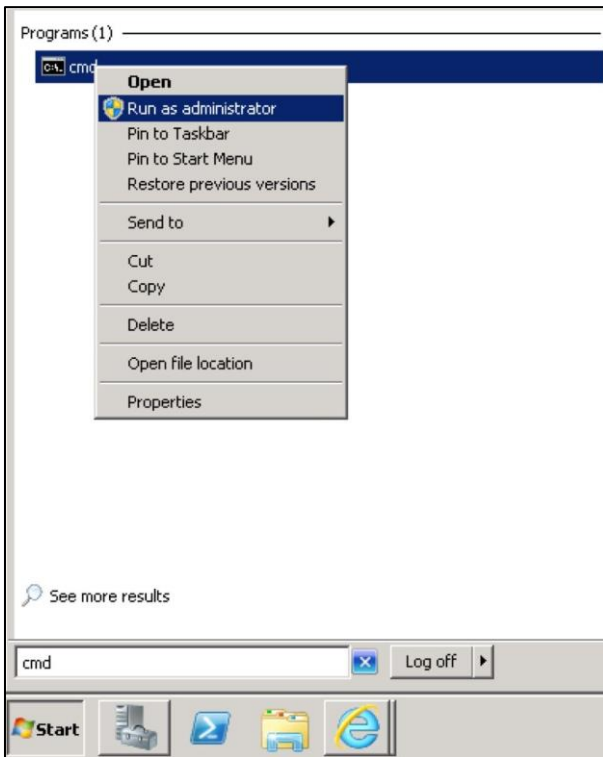 Programs (1)
cmd
Open
Run as administrator
Pin to Taskbar
Pin to Start Menu
Restore previous versions
Send to
Cut
Copy
Delete
Open file location
Properties
See more results
cmd
Log off
Start